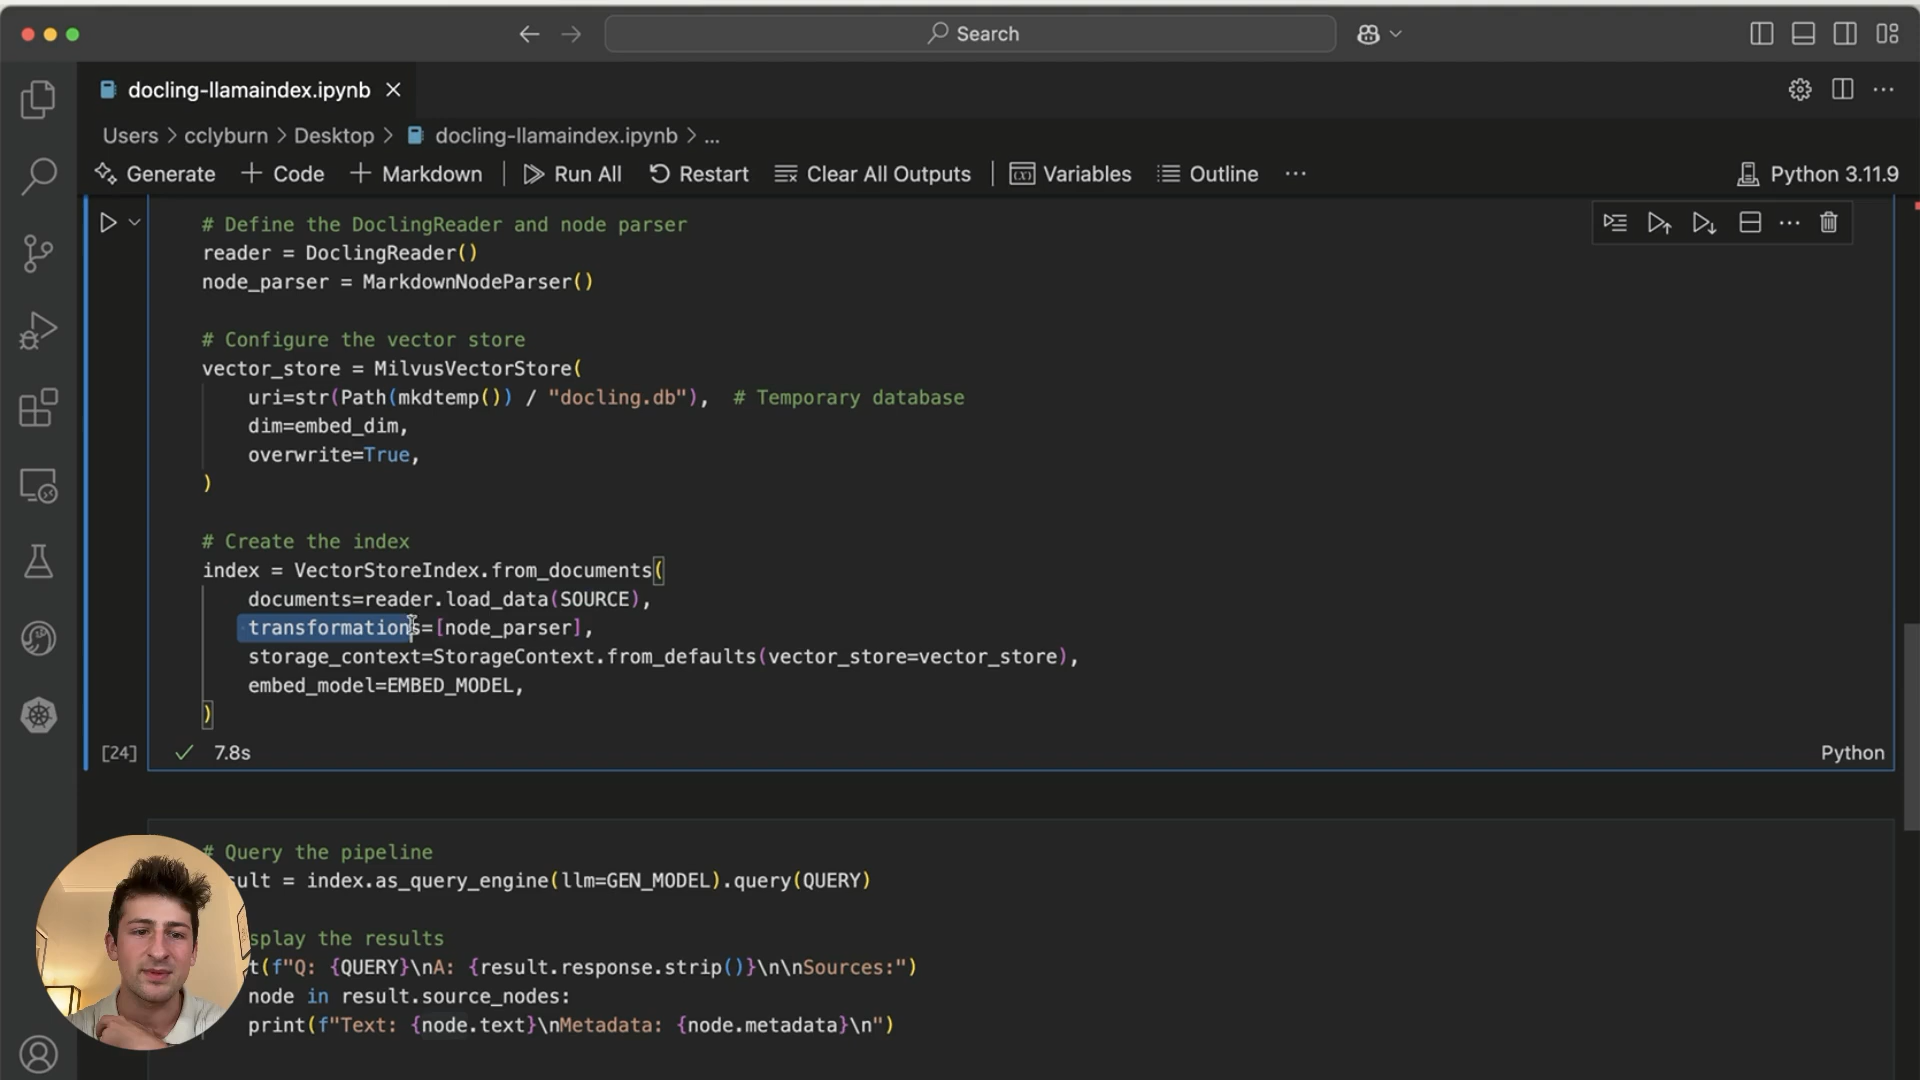 Search
docling-llamaindex.ipynb
Users > cclyburn > Desktop > docling-llamaindex.ipynb > ...
Generate + Code + Markdown Run All Restart Clear All Outputs Variables Outline ... Python 3.11.9
# Define the DoclingReader and node parser
reader = DoclingReader()
node_parser = MarkdownNodeParser()
# Configure the vector store
vector_store = MilvusVectorStore(
uri=str(Path(mkdtemp()) / "docling.db"),  # Temporary database
dim=embed_dim,
overwrite=True,
)
# Create the index
index = VectorStoreIndex.from_documents(
documents=reader.load_data(SOURCE),
transformations=[node_parser],
storage_context=StorageContext.from_defaults(vector_store=vector_store),
embed_model=EMBED_MODEL,
)
[24] 7.8s Python
# Query the pipeline
sult = index.as_query_engine(llm=GEN_MODEL).query(QUERY)
splay the results
t(f"Q: {QUERY}\nA: {result.response.strip()}\n\nSources:")
node in result.source_nodes:
print(f"Text: {node.text}\nMetadata: {node.metadata}\n")